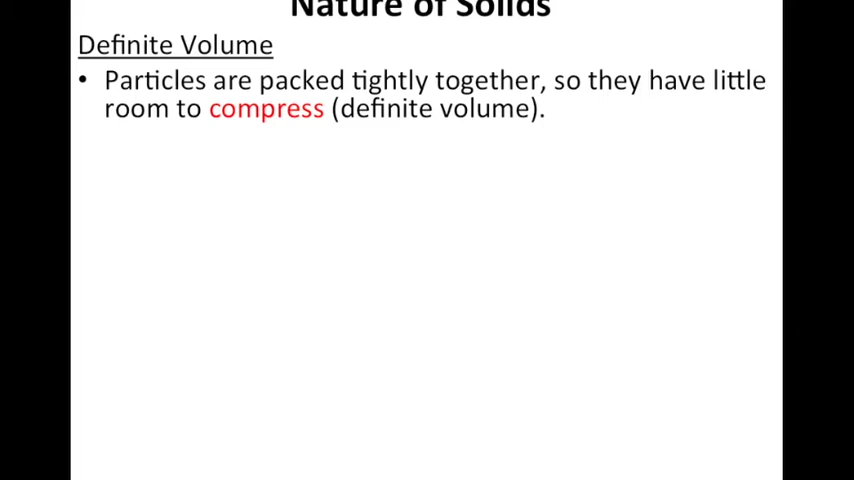 Nature of Solids
Definite Volume
• Particles are packed tightly together, so they have little
room to compress (definite volume).